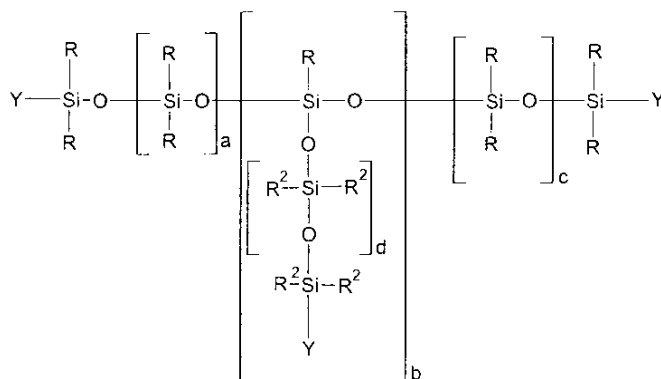 R R R R R
Y—Si—O—[Si—O]a—[Si—O]b—[Si—O]c—Si—Y
R R R R
O
R²—Si—R²
O
d
R²—Si—R²
Y